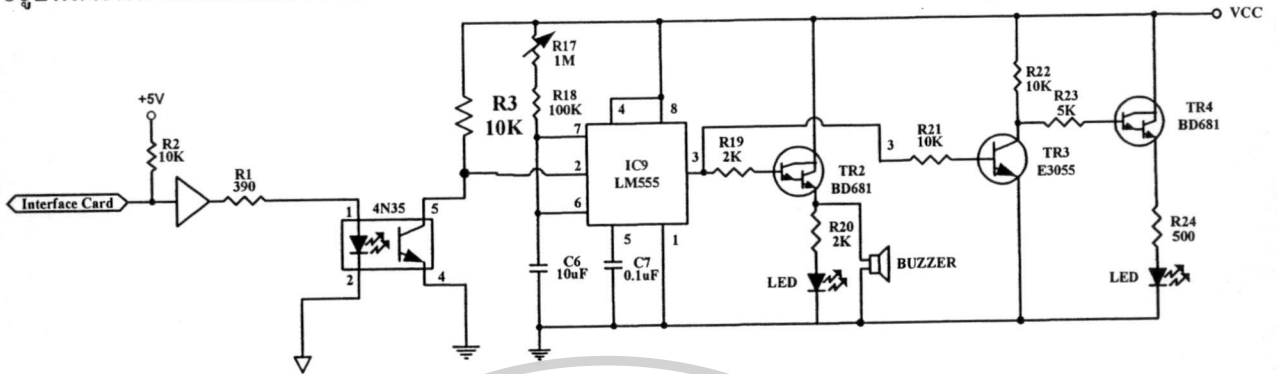 VCC
+5V
R2
10K
Interface Card
R1
390
1
2
4N35
5
4
R3
10K
R17
1M
R18
100K
7
2
6
4
8
IC9
LM555
3
5
1
C6
10uF
C7
0.1uF
R19
2K
TR2
BD681
R20
2K
LED
BUZZER
3
R21
10K
R22
10K
R23
5K
TR3
E3055
TR4
BD681
R24
500
LED